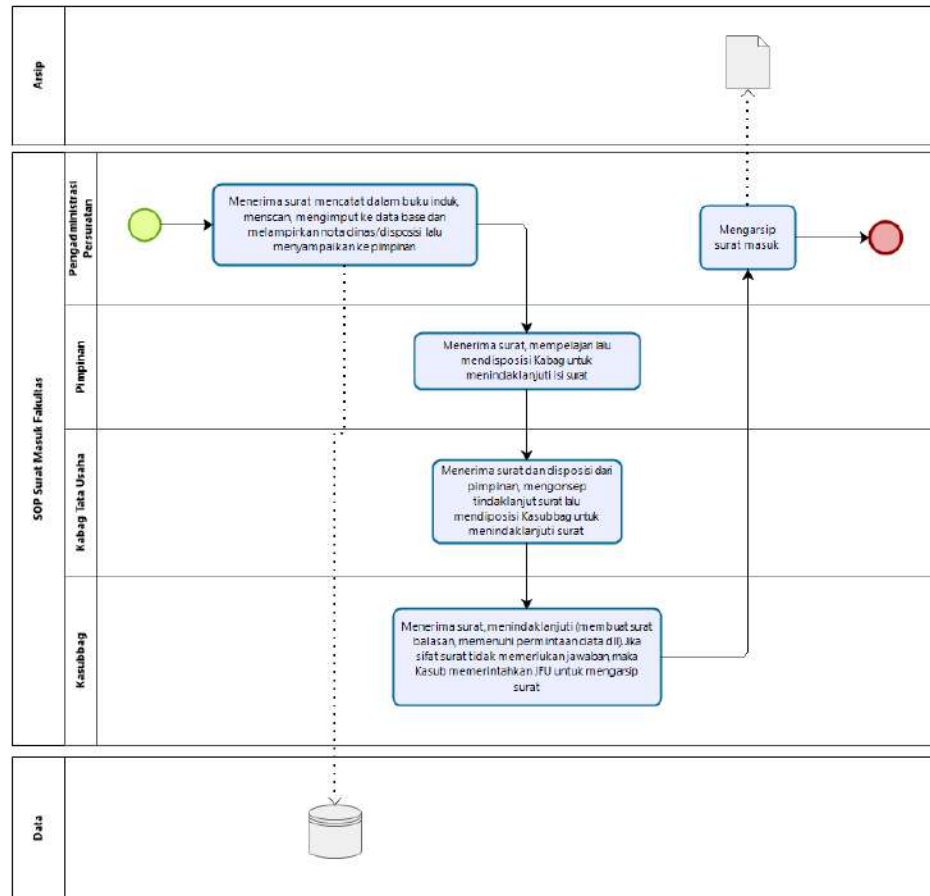 Arsip
SOP Surat Masuk Fakultas
Pengadministrasi
Persuratan
Menerima surat mencatat dalam buku induk,
menscan, mengimput ke data base dan
melampirkan nota dinas/disposisi lalu
menyampaikan ke pimpinan
Mengarsip
surat masuk
Pimpinan
Menerima surat, mempelajari lalu
mendisposisi Kabag untuk
menindaklanjuti isi surat
Kabag Tata Usaha
Menerima surat dan disposisi dari
pimpinan, mengonsep
tindaklanjut surat lalu
mendiposisi Kasubbag untuk
menindaklanjuti surat
Kasubbag
Menerima surat, menindaklanjuti (membuat surat
balasan, memenuhi permintaan data dll).Jika
sifat surat tidak memerlukan jawaban,maka
Kasub memerintahkan JFU untuk mengarsip
surat
Data